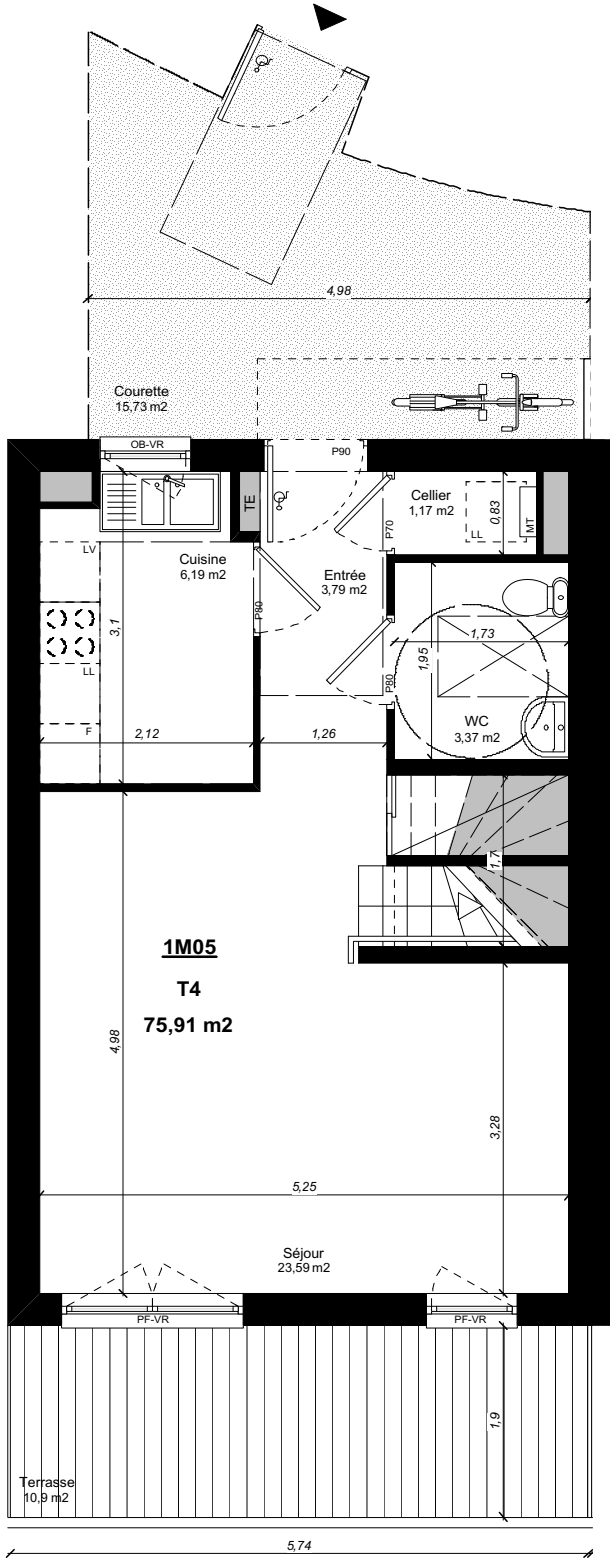 4,98
Courette
15,73 m2
OB-VR
P90
TE
Cellier
1,17 m2
P70
LL
0,83
MT
LV
Cuisine
6,19 m2
Entrée
3,79 m2
P80
3,1
1,73
1,95
P80
LL
WC
3,37 m2
F
2,12
1,26
1,7
1M05
T4
75,91 m2
4,98
3,28
5,25
Séjour
23,59 m2
PF-VR
PF-VR
1,9
Terrasse
10,9 m2
5,74